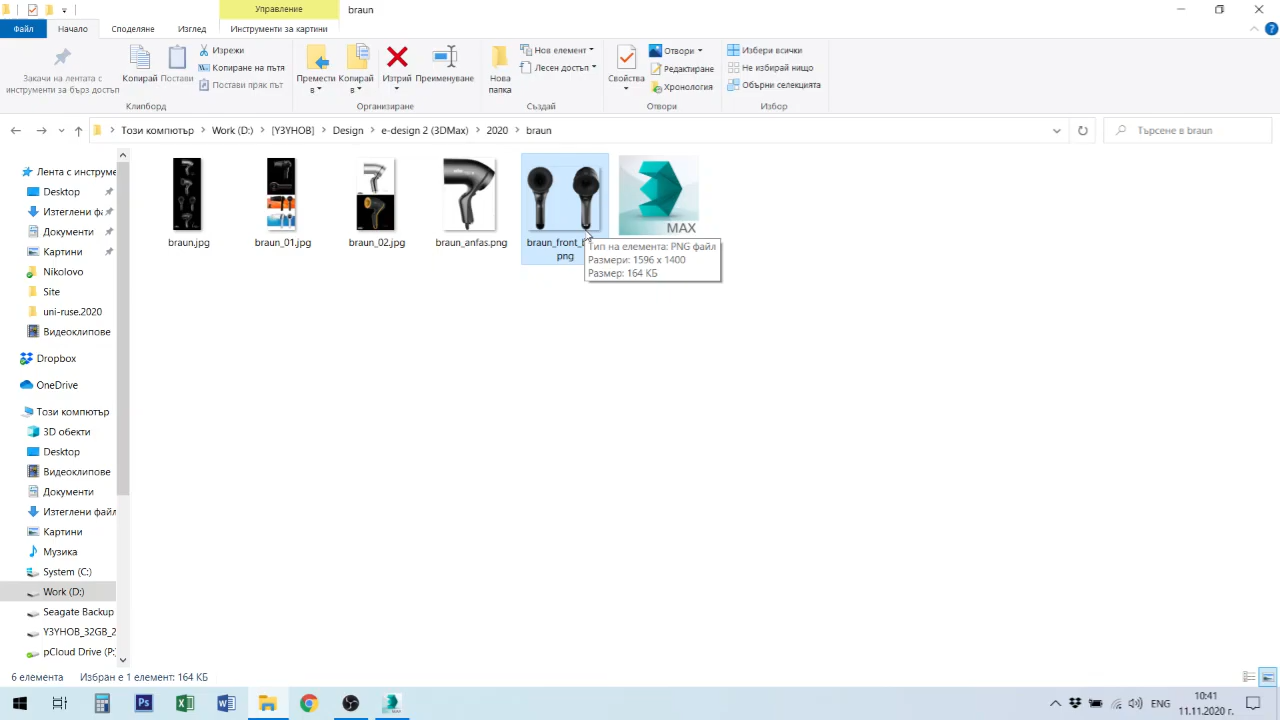 Управление
braun
Файл
Начало
Споделяне
Изглед
Инструменти за картини
Закачи на лентата с
инструменти за бърз достъп
Копирай
Постави
Изрежи
Копиране на пътя
Постави пряк път
Клипборд
Премести
в
Копирай
в
Изтрий
Преименуване
Организиране
Нова
папка
Нов елемент
Лесен достъп
Създай
Свойства
Отвори
Редактиране
Хронология
Отвори
Избери всички
Не избирай нищо
Обърни селекцията
Избор
Този компютър
Work (D:)
[Y3YHOB]
Design
e-design 2 (3DMax)
2020
braun
Търсене в braun
Лента с инструме
Desktop
Изтеглени фа
Документи
Картини
Nikolovo
Site
uni-ruse.2020
Видеоклипове
Dropbox
OneDrive
Този компютър
3D обекти
Desktop
Видеоклипове
Документи
Изтеглени файл
Картини
Музика
System (C:)
Work (D:)
Seagate Backup
Y3YHOB_32GB_2
pCloud Drive (P:
braun.jpg
braun_01.jpg
braun_02.jpg
braun_anfas.png
braun_front_b
png
MAX
Тип на елемента: PNG файл
Размери: 1596 x 1400
Размер: 164 КБ
6 елемента
Избран е 1 елемент: 164 КБ
Ps
ENG
10:41
11.11.2020 г.